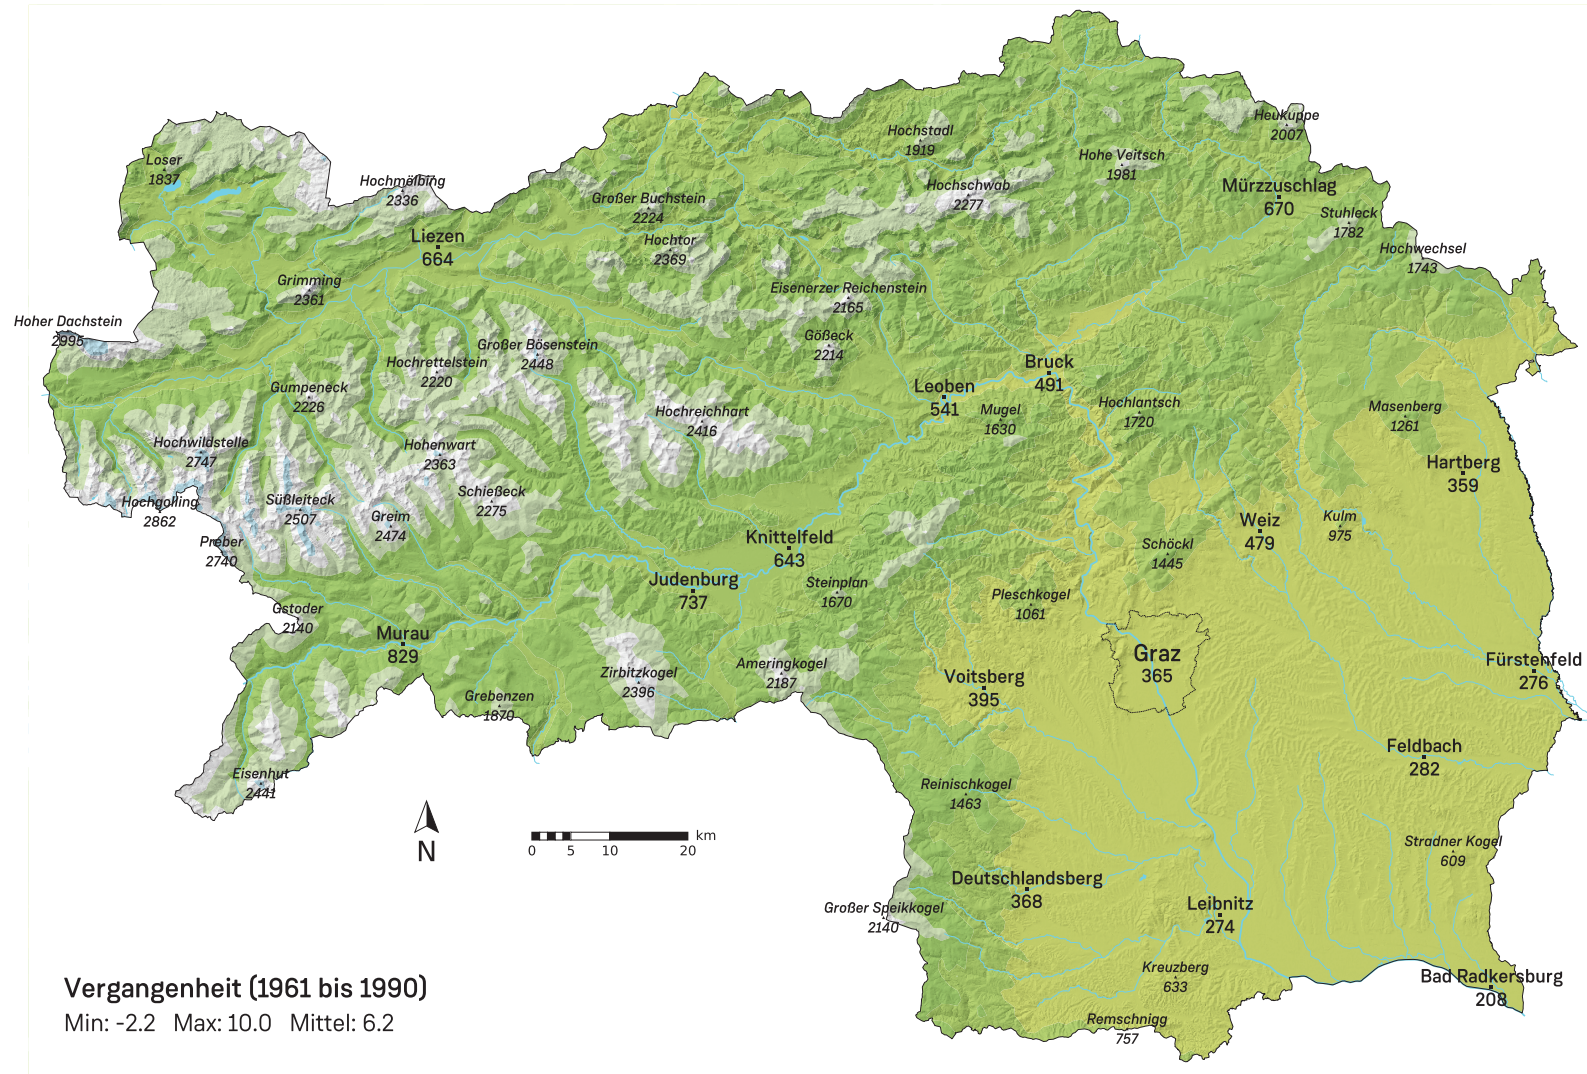 Heukuppe
2007
Hochstadl
1919
Loser
1837
Hohe Veitsch
1981
Hochmölbing
2336
Hochschwab
2277
Mürzzuschlag
670
Großer Buchstein
2224
Stuhleck
1782
Liezen
664
Hochtor
2369
Hochwechsel
1743
Grimming
2361
Eisenerzer Reichenstein
2165
Hoher Dachstein
2995
Gößeck
2214
Großer Bösenstein
2448
Hochrettelstein
2220
Bruck
491
Gumpeneck
2226
Leoben
541
Hochreichhart
2416
Mugel
1630
Hochlantsch
1720
Masenberg
1261
Hochwildstelle
2747
Hohenwart
2363
Hartberg
359
Hochgolling
2862
Süßleiteck
2507
Schießeck
2275
Greim
2474
Weiz
479
Kulm
975
Preber
2740
Knittelfeld
643
Schöckl
1445
Judenburg
737
Steinplan
1670
Pleschkogel
1061
Gstoder
2140
Murau
829
Graz
365
Zirbitzkogel
2396
Ameringkogel
2187
Voitsberg
395
Fürstenfeld
276
Grebenzen
1870
Feldbach
282
Eisenhut
2441
Reinischkogel
1463
N
km
0 5 10 20
Stradner Kogel
609
Deutschlandsberg
368
Großer Speikkogel
2140
Leibnitz
274
Kreuzberg
633
Bad Radkersburg
208
Remschnigg
757
Vergangenheit (1961 bis 1990)
Min: -2.2 Max: 10.0 Mittel: 6.2